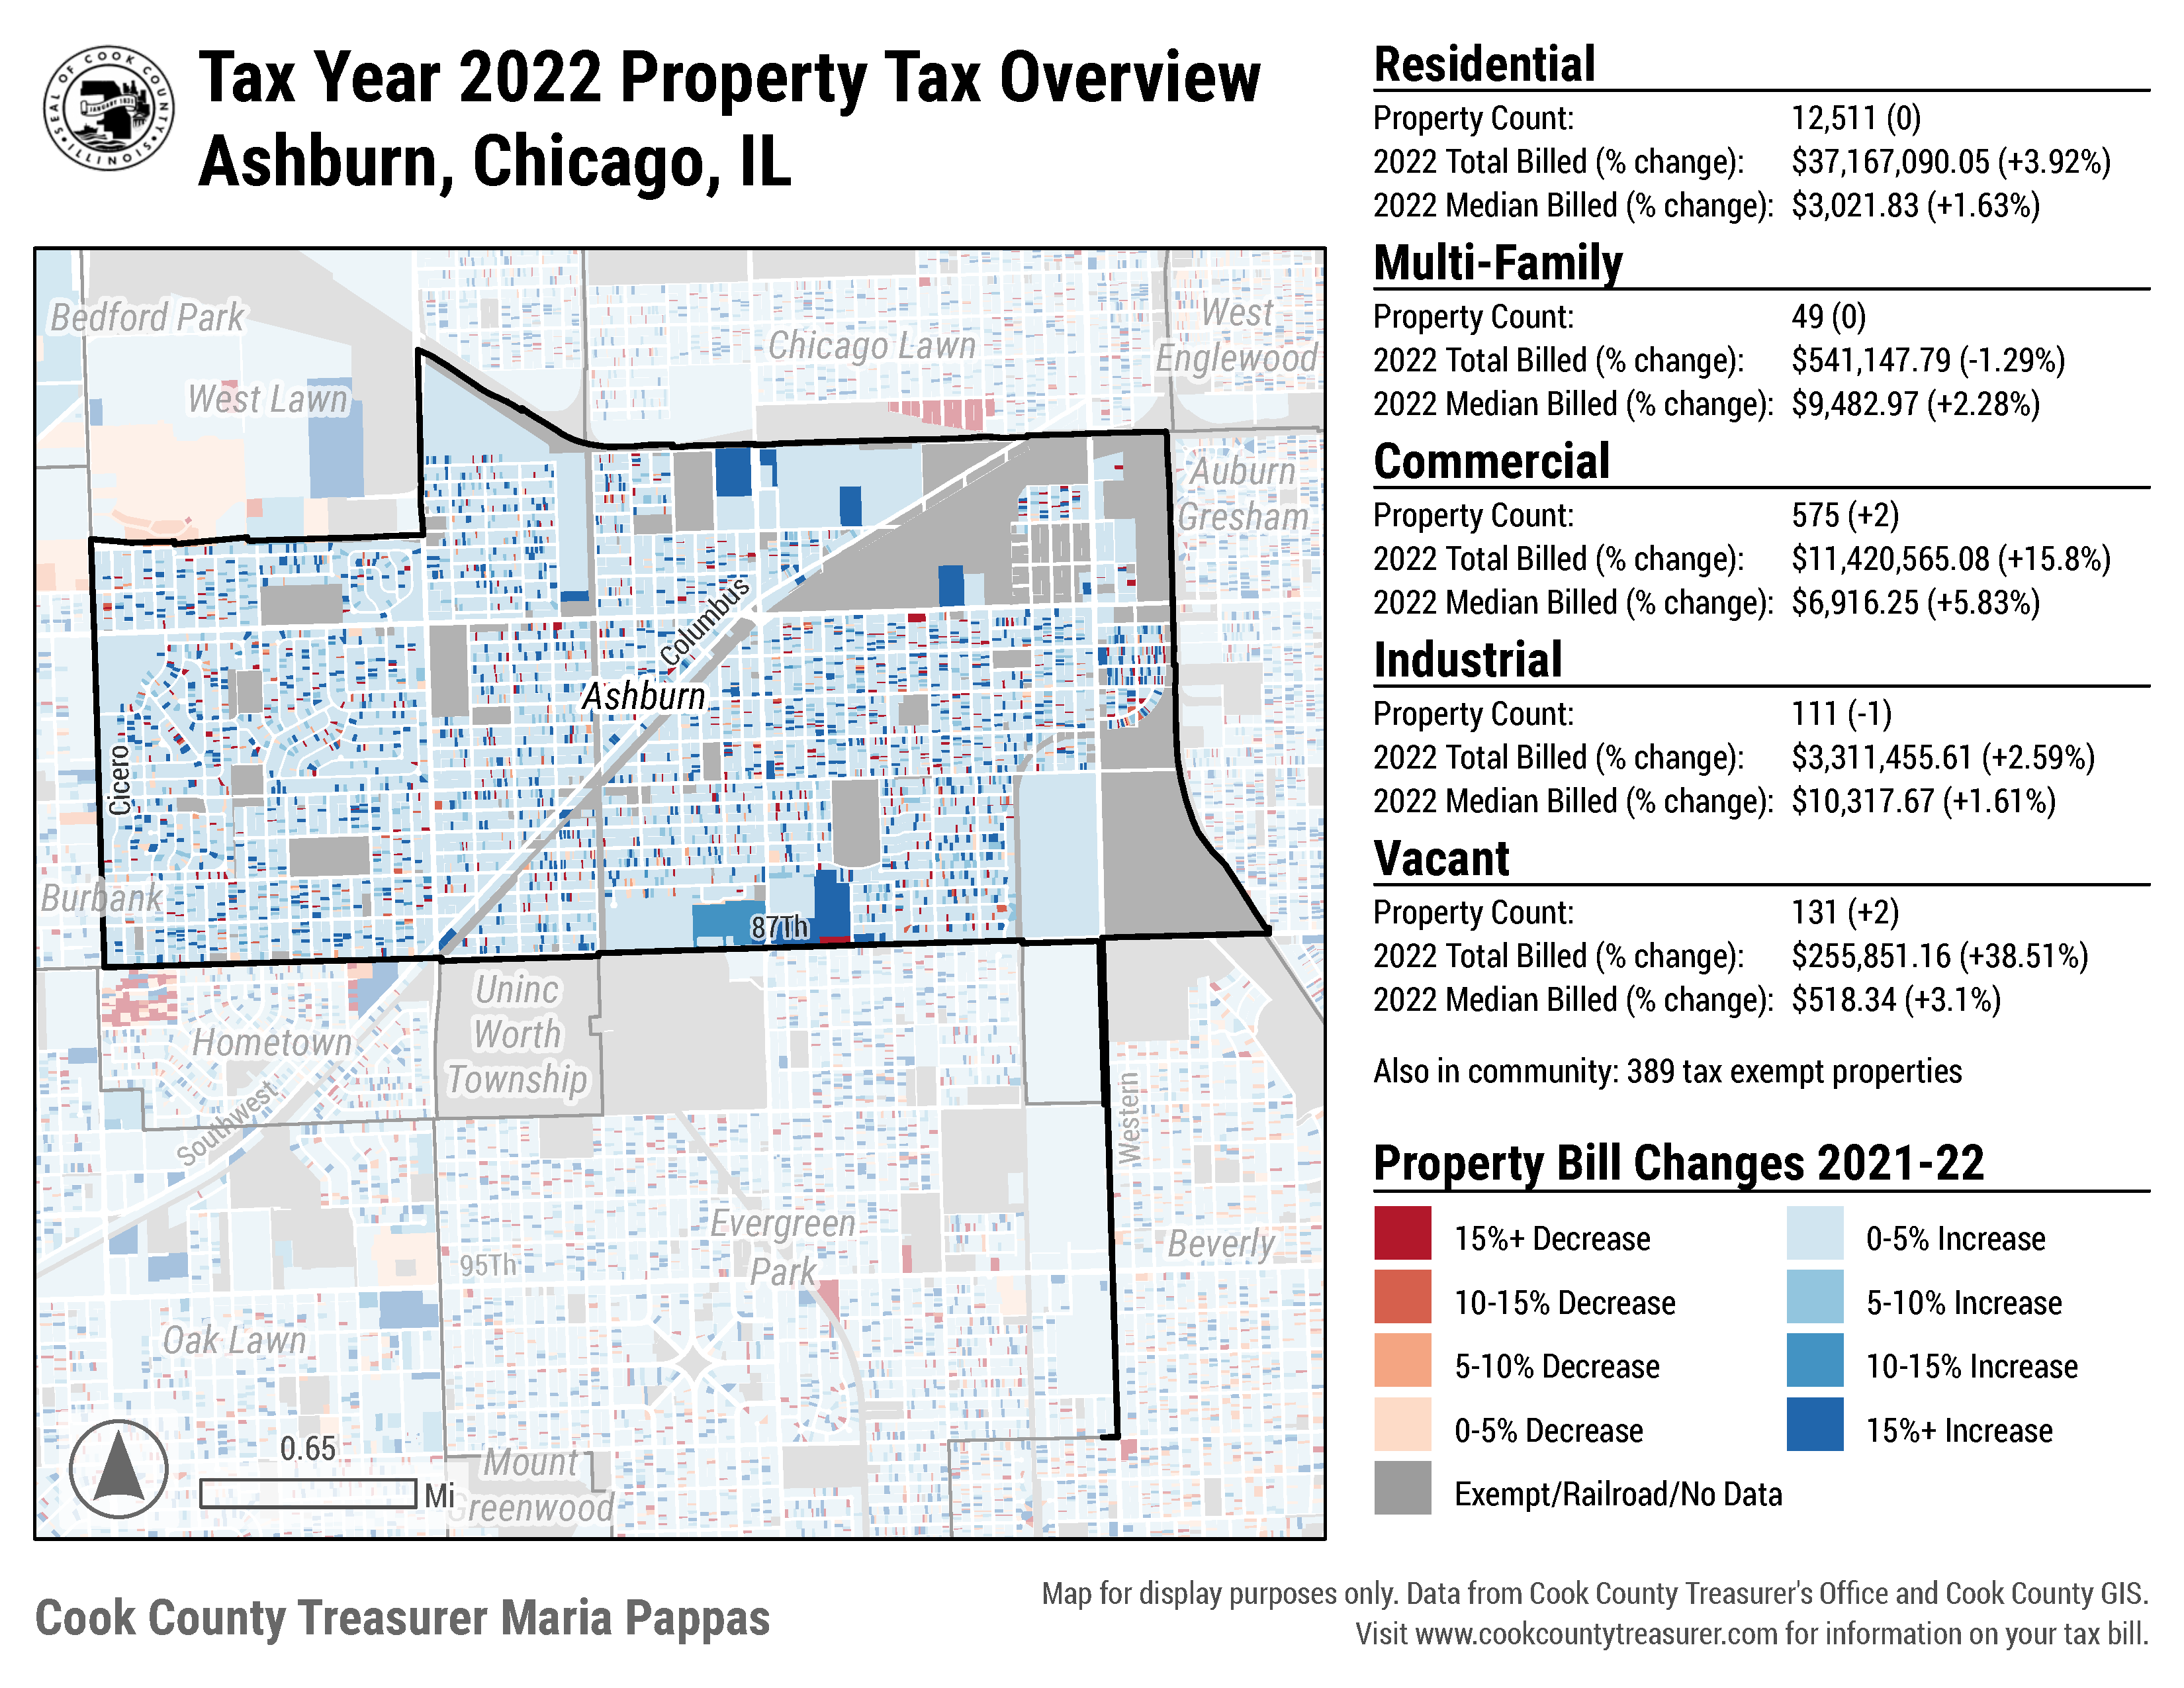 SEAL OF COOK COUNTY
JANUARY 1831
ILLINOIS
Tax Year 2022 Property Tax Overview
Ashburn, Chicago, IL
Bedford Park
West Lawn
Chicago Lawn
West
Englewood
Auburn
Gresham
Columbus
Ashburn
Cicero
Burbank
87Th
Uninc
Worth
Township
Hometown
Southwest
Western
Evergreen
Park
95Th
Beverly
Oak Lawn
Mount
Greenwood
0.65
Mi
Residential
Property Count: 12,511 (0)
2022 Total Billed (% change): $37,167,090.05 (+3.92%)
2022 Median Billed (% change): $3,021.83 (+1.63%)
Multi-Family
Property Count: 49 (0)
2022 Total Billed (% change): $541,147.79 (-1.29%)
2022 Median Billed (% change): $9,482.97 (+2.28%)
Commercial
Property Count: 575 (+2)
2022 Total Billed (% change): $11,420,565.08 (+15.8%)
2022 Median Billed (% change): $6,916.25 (+5.83%)
Industrial
Property Count: 111 (-1)
2022 Total Billed (% change): $3,311,455.61 (+2.59%)
2022 Median Billed (% change): $10,317.67 (+1.61%)
Vacant
Property Count: 131 (+2)
2022 Total Billed (% change): $255,851.16 (+38.51%)
2022 Median Billed (% change): $518.34 (+3.1%)
Also in community: 389 tax exempt properties
Property Bill Changes 2021-22
15%+ Decrease
10-15% Decrease
5-10% Decrease
0-5% Decrease
Exempt/Railroad/No Data
0-5% Increase
5-10% Increase
10-15% Increase
15%+ Increase
Cook County Treasurer Maria Pappas
Map for display purposes only. Data from Cook County Treasurer's Office and Cook County GIS.
Visit www.cookcountytreasurer.com for information on your tax bill.